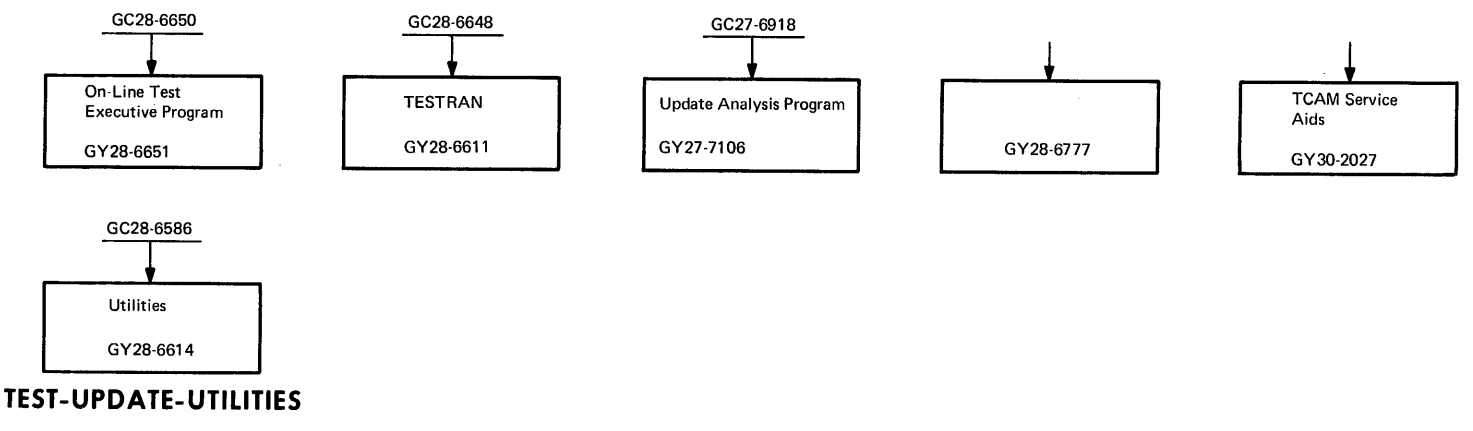 GC28-6650
On-Line Test
Executive Program
GY28-6651
GC28-6648
TESTRAN
GY28-6611
GC27-6918
Update Analysis Program
GY27-7106
GY28-6777
TCAM Service
Aids
GY30-2027
GC28-6586
Utilities
GY28-6614
TEST-UPDATE-UTILITIES